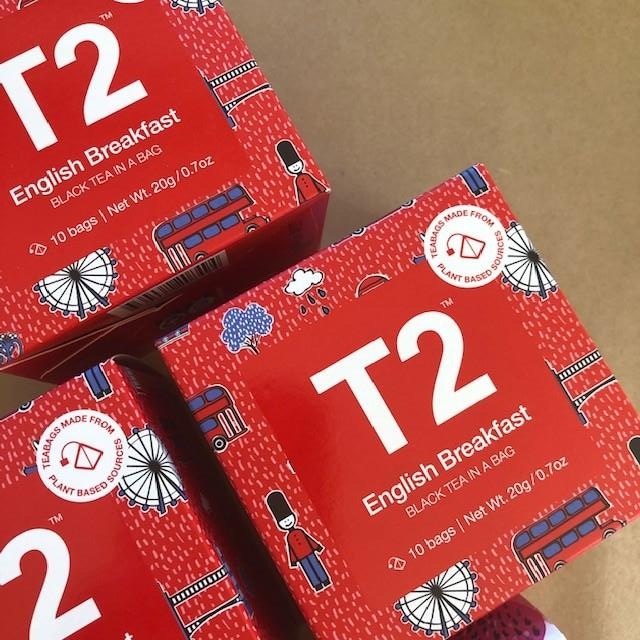 T2™
English Breakfast
BLACK TEA IN A BAG
10 bags | Net Wt. 20g / 0.7oz
TEABAGS MADE FROM
PLANT BASED SOURCES
T2™
English Breakfast
BLACK TEA IN A BAG
10 bags | Net Wt. 20g / 0.7oz
TEABAGS MADE FROM
PLANT BASED SOURCES
2™